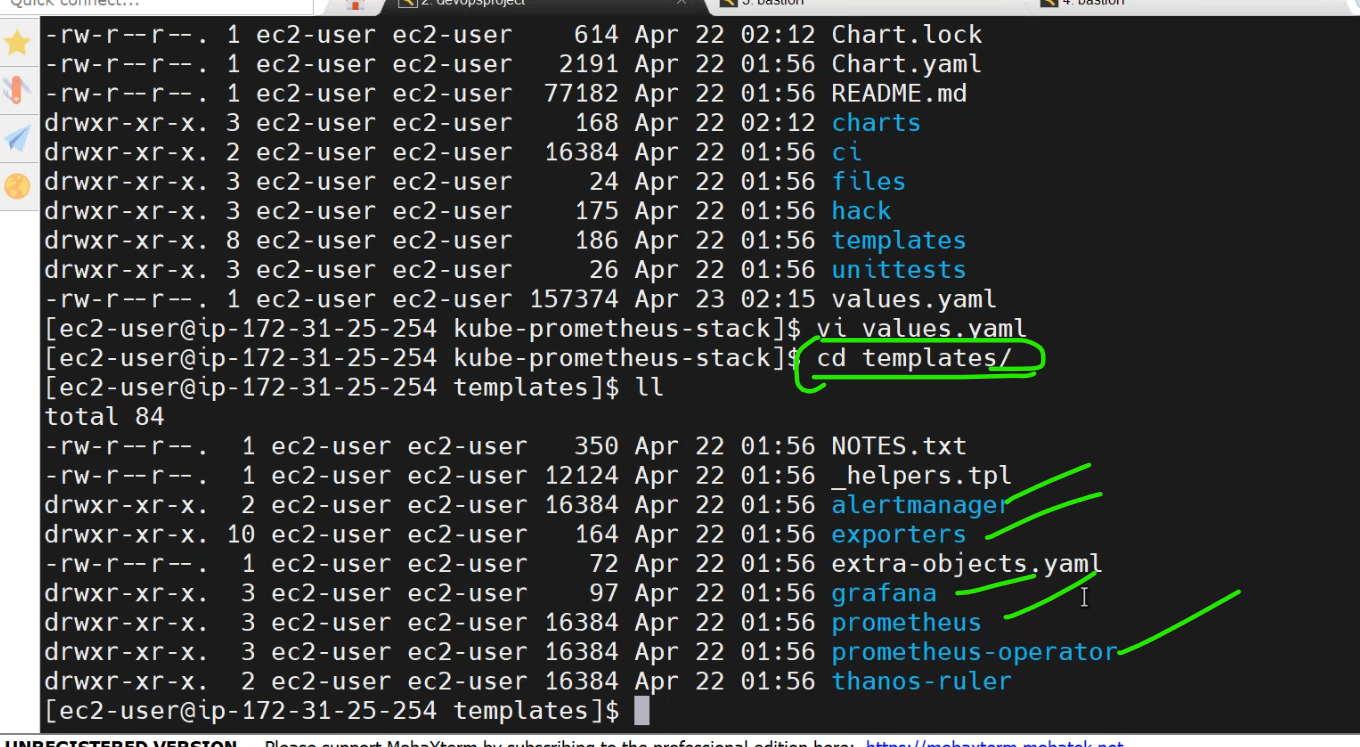 Quick connect...
2. devopsproject
3. bastion
4. bastion
-rw-r--r--. 1 ec2-user ec2-user    614 Apr 22 02:12 Chart.lock
-rw-r--r--. 1 ec2-user ec2-user   2191 Apr 22 01:56 Chart.yaml
-rw-r--r--. 1 ec2-user ec2-user  77182 Apr 22 01:56 README.md
drwxr-xr-x. 3 ec2-user ec2-user    168 Apr 22 02:12 charts
drwxr-xr-x. 2 ec2-user ec2-user  16384 Apr 22 01:56 ci
drwxr-xr-x. 3 ec2-user ec2-user     24 Apr 22 01:56 files
drwxr-xr-x. 3 ec2-user ec2-user    175 Apr 22 01:56 hack
drwxr-xr-x. 8 ec2-user ec2-user    186 Apr 22 01:56 templates
drwxr-xr-x. 3 ec2-user ec2-user     26 Apr 22 01:56 unittests
-rw-r--r--. 1 ec2-user ec2-user 157374 Apr 23 02:15 values.yaml
[ec2-user@ip-172-31-25-254 kube-prometheus-stack]$ vi values.yaml
[ec2-user@ip-172-31-25-254 kube-prometheus-stack]$ cd templates/
[ec2-user@ip-172-31-25-254 templates]$ ll
total 84
-rw-r--r--.  1 ec2-user ec2-user   350 Apr 22 01:56 NOTES.txt
-rw-r--r--.  1 ec2-user ec2-user 12124 Apr 22 01:56 _helpers.tpl
drwxr-xr-x.  2 ec2-user ec2-user 16384 Apr 22 01:56 alertmanager
drwxr-xr-x. 10 ec2-user ec2-user   164 Apr 22 01:56 exporters
-rw-r--r--.  1 ec2-user ec2-user    72 Apr 22 01:56 extra-objects.yaml
drwxr-xr-x.  3 ec2-user ec2-user    97 Apr 22 01:56 grafana
drwxr-xr-x.  3 ec2-user ec2-user 16384 Apr 22 01:56 prometheus
drwxr-xr-x.  3 ec2-user ec2-user 16384 Apr 22 01:56 prometheus-operator
drwxr-xr-x.  2 ec2-user ec2-user 16384 Apr 22 01:56 thanos-ruler
[ec2-user@ip-172-31-25-254 templates]$
UNREGISTERED VERSION - Please support MobaXterm by subscribing to the professional edition here: https://mobaxterm.mobatek.net